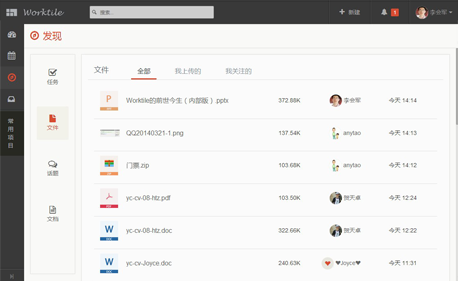 Worktile
搜索...
新建
1
李会军
发现
常用项目
任务
文件
话题
文档
文件 全部 我上传的 我关注的
Worktile的前世今生（内部版）.pptx 372.88K 李会军 今天 14:14
QQ20140321-1.png 137.54K anytao 今天 14:13
门票.zip 103.68K anytao 今天 14:12
yc-cv-08-htz.pdf 103.50K 贺天卓 今天 12:24
yc-cv-08-htz.doc 322.66K 贺天卓 今天 12:22
yc-cv-Joyce.doc 240.63K ❤Joyce❤ 今天 11:31